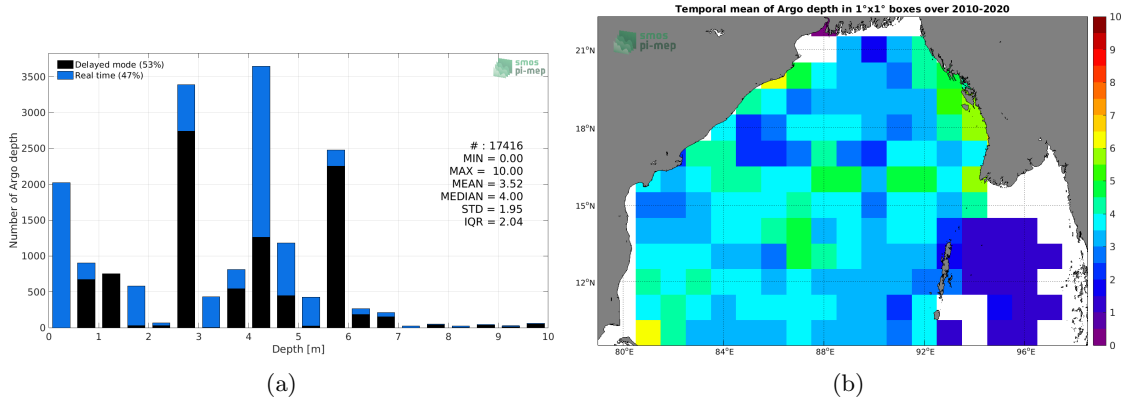 Delayed mode (53%)
Real time (47%)
smos
pi-mep
# : 17416
MIN = 0.00
MAX = 10.00
MEAN = 3.52
MEDIAN = 4.00
STD = 1.95
IQR = 2.04
Number of Argo depth
3500
3000
2500
2000
1500
1000
500
0
0 1 2 3 4 5 6 7 8 9 10
Depth [m]
(a)
Temporal mean of Argo depth in 1°x1° boxes over 2010-2020
smos
pi-mep
21°N
18°N
15°N
12°N
80°E 84°E 88°E 92°E 96°E
10
9
8
7
6
5
4
3
2
1
0
(b)